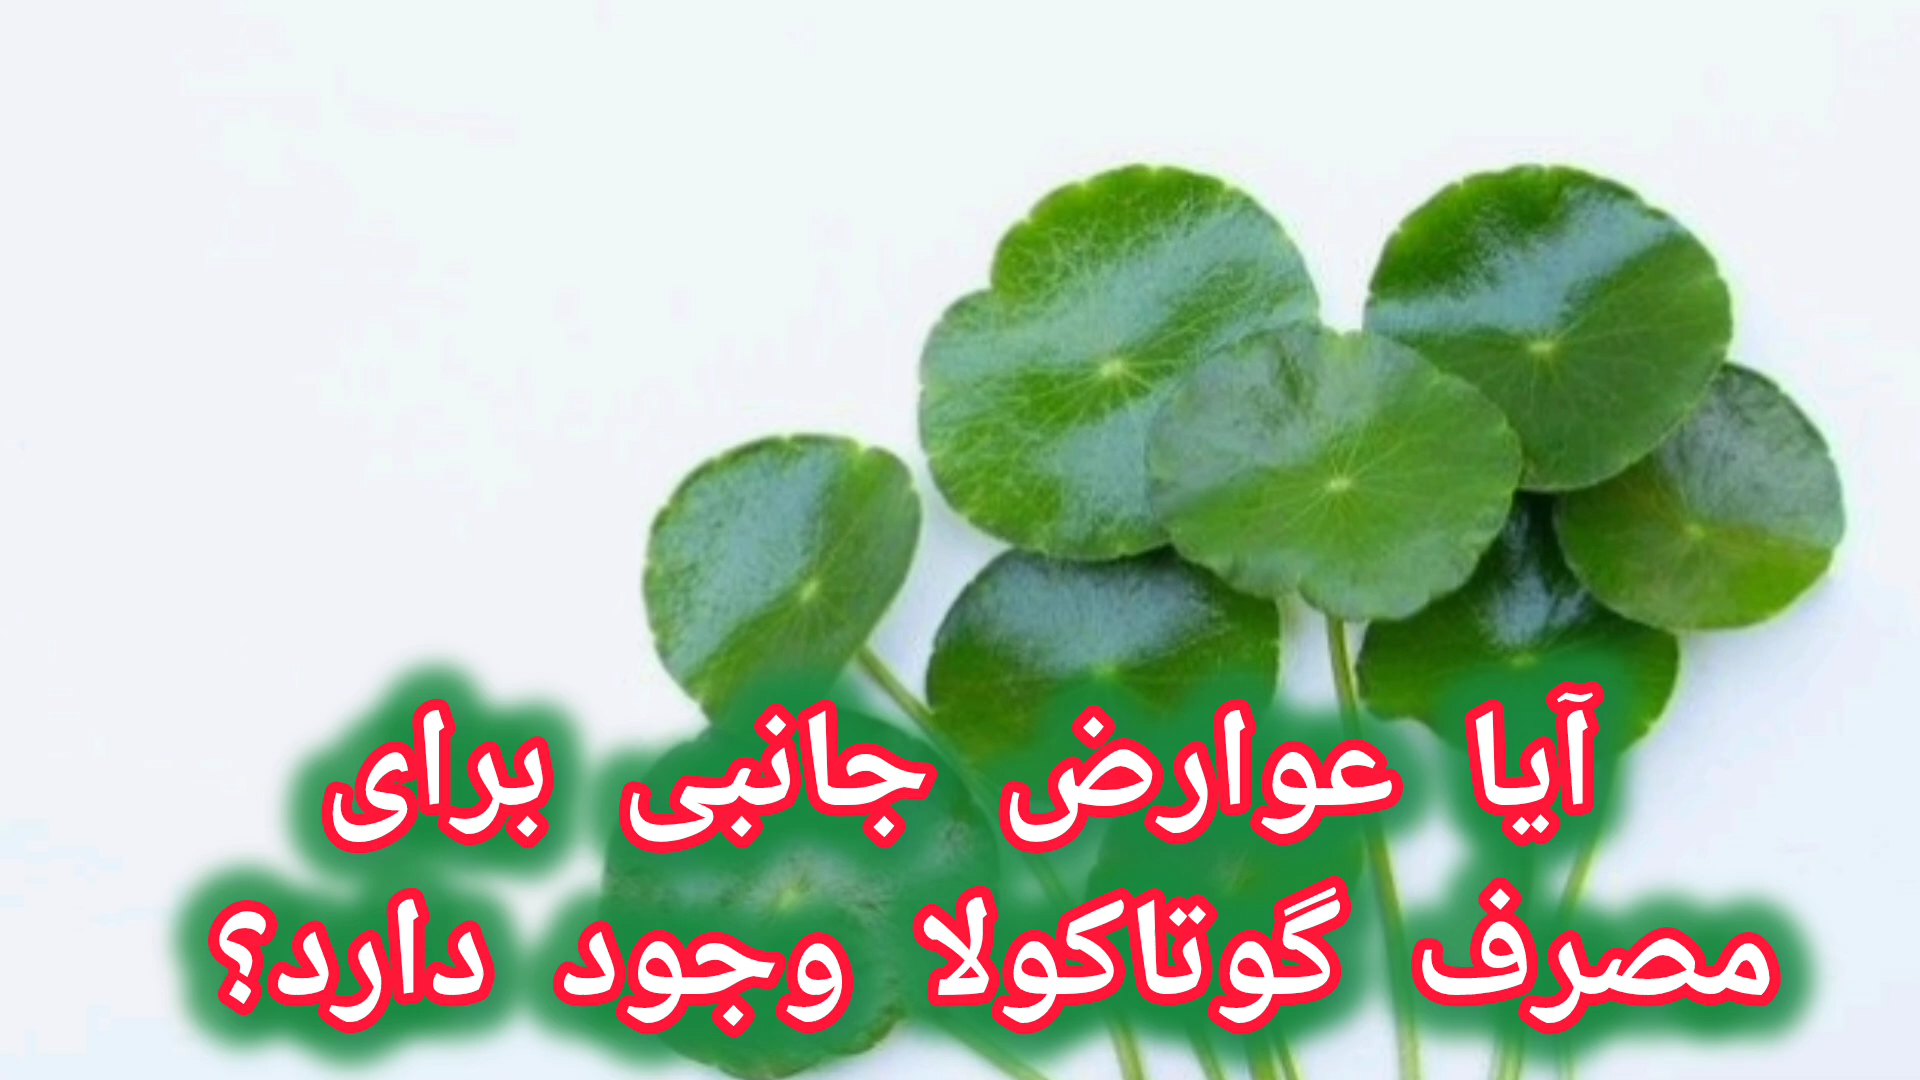 آیا عوارض جانبی برای
مصرف گوتاکولا وجود دارد؟